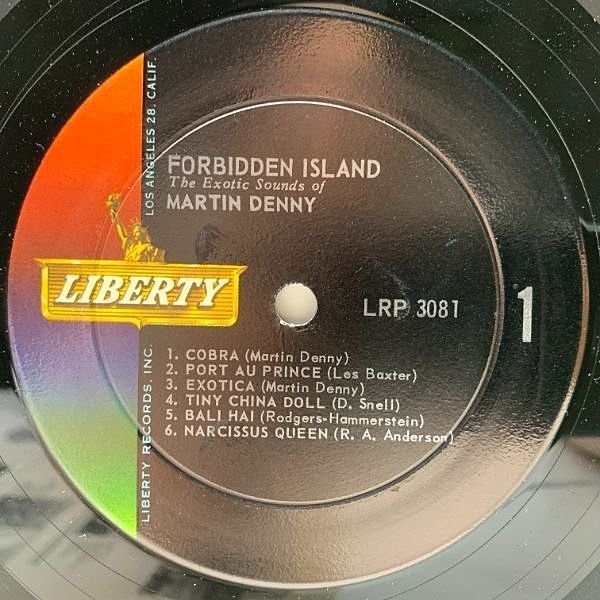 FORBIDDEN ISLAND
The Exotic Sounds of
MARTIN DENNY
LOS ANGELES 28, CALIF.
LIBERTY
LIBERTY RECORDS, INC.
LRP 3081
1
1. COBRA (Martin Denny)
2. PORT AU PRINCE (Les Baxter)
3. EXOTICA (Martin Denny)
4. TINY CHINA DOLL (D. Snell)
5. BALI HAI (Rodgers-Hammerstein)
6. NARCISSUS QUEEN (R. A. Anderson)